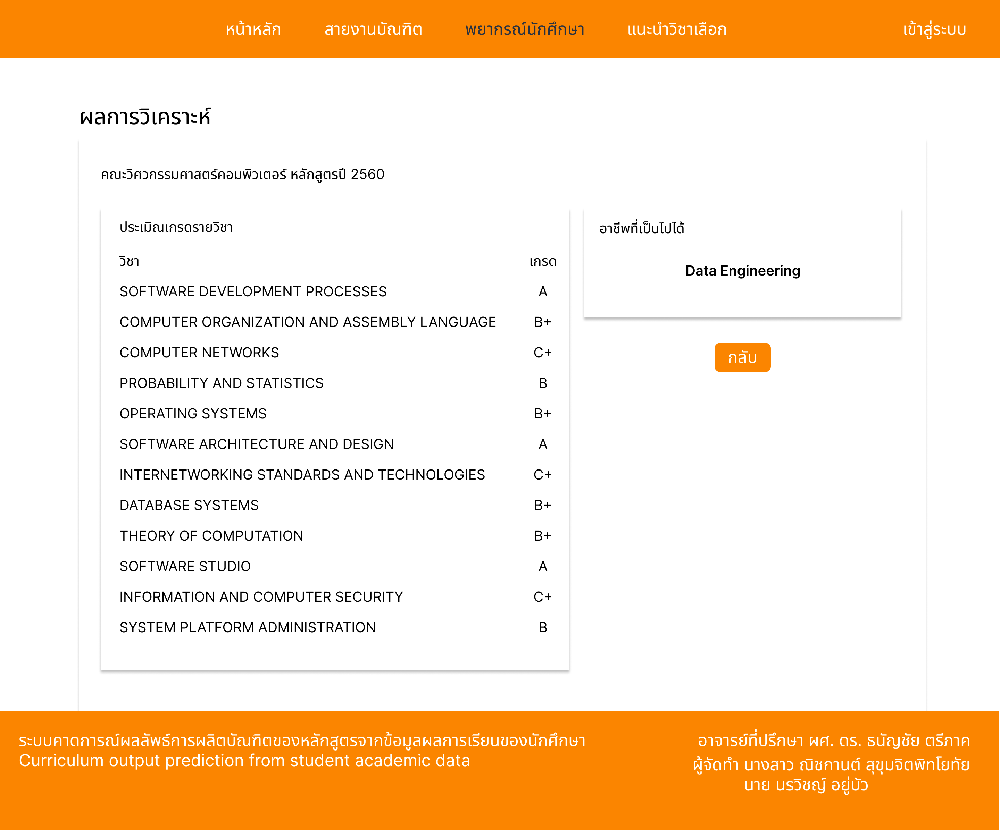 หน้าหลัก สายงานบัณฑิต พยากรณ์นักศึกษา แนะนำวิชาเลือก เข้าสู่ระบบ
ผลการวิเคราะห์
คณะวิศวกรรมศาสตร์คอมพิวเตอร์ หลักสูตรปี 2560
ประเมิณเกรดรายวิชา
วิชา เกรด
SOFTWARE DEVELOPMENT PROCESSES A
COMPUTER ORGANIZATION AND ASSEMBLY LANGUAGE B+
COMPUTER NETWORKS C+
PROBABILITY AND STATISTICS B
OPERATING SYSTEMS B+
SOFTWARE ARCHITECTURE AND DESIGN A
INTERNETWORKING STANDARDS AND TECHNOLOGIES C+
DATABASE SYSTEMS B+
THEORY OF COMPUTATION B+
SOFTWARE STUDIO A
INFORMATION AND COMPUTER SECURITY C+
SYSTEM PLATFORM ADMINISTRATION B
อาชีพที่เป็นไปได้
Data Engineering
กลับ
ระบบคาดการณ์ผลลัพธ์การผลิตบัณฑิตของหลักสูตรจากข้อมูลผลการเรียนของนักศึกษา
Curriculum output prediction from student academic data
อาจารย์ที่ปรึกษา ผศ. ดร. ธนัญชัย ตรีภาค
ผู้จัดทำ นางสาว ณิชกานต์ สุขุมจิตพิทโยทัย
นาย นรวิชญ์ อยู่บัว